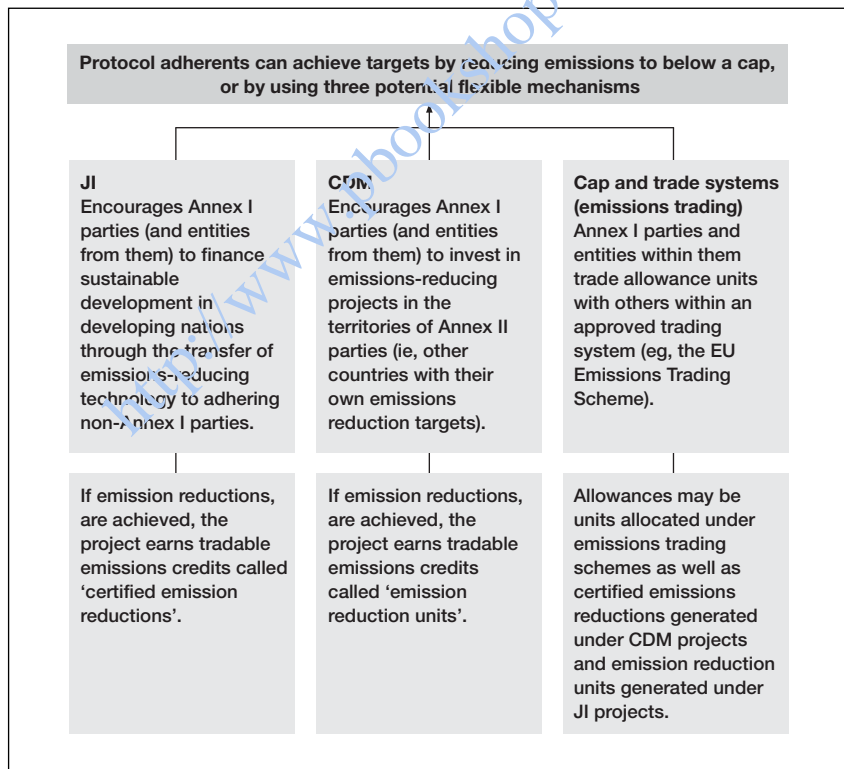 Protocol adherents can achieve targets by reducing emissions to below a cap,
or by using three potential flexible mechanisms
JI
Encourages Annex I
parties (and entities
from them) to finance
sustainable
development in
developing nations
through the transfer of
emissions-reducing
technology to adhering
non-Annex I parties.
CDM
Encourages Annex I
parties (and entities
from them) to invest in
emissions-reducing
projects in the
territories of Annex II
parties (ie, other
countries with their
own emissions
reduction targets).
Cap and trade systems
(emissions trading)
Annex I parties and
entities within them
trade allowance units
with others within an
approved trading
system (eg, the EU
Emissions Trading
Scheme).
If emission reductions,
are achieved, the
project earns tradable
emissions credits called
‘certified emission
reductions’.
If emission reductions,
are achieved, the
project earns tradable
emissions credits
called ‘emission
reduction units’.
Allowances may be
units allocated under
emissions trading
schemes as well as
certified emissions
reductions generated
under CDM projects
and emission reduction
units generated under
JI projects.
http://www.pbookshop